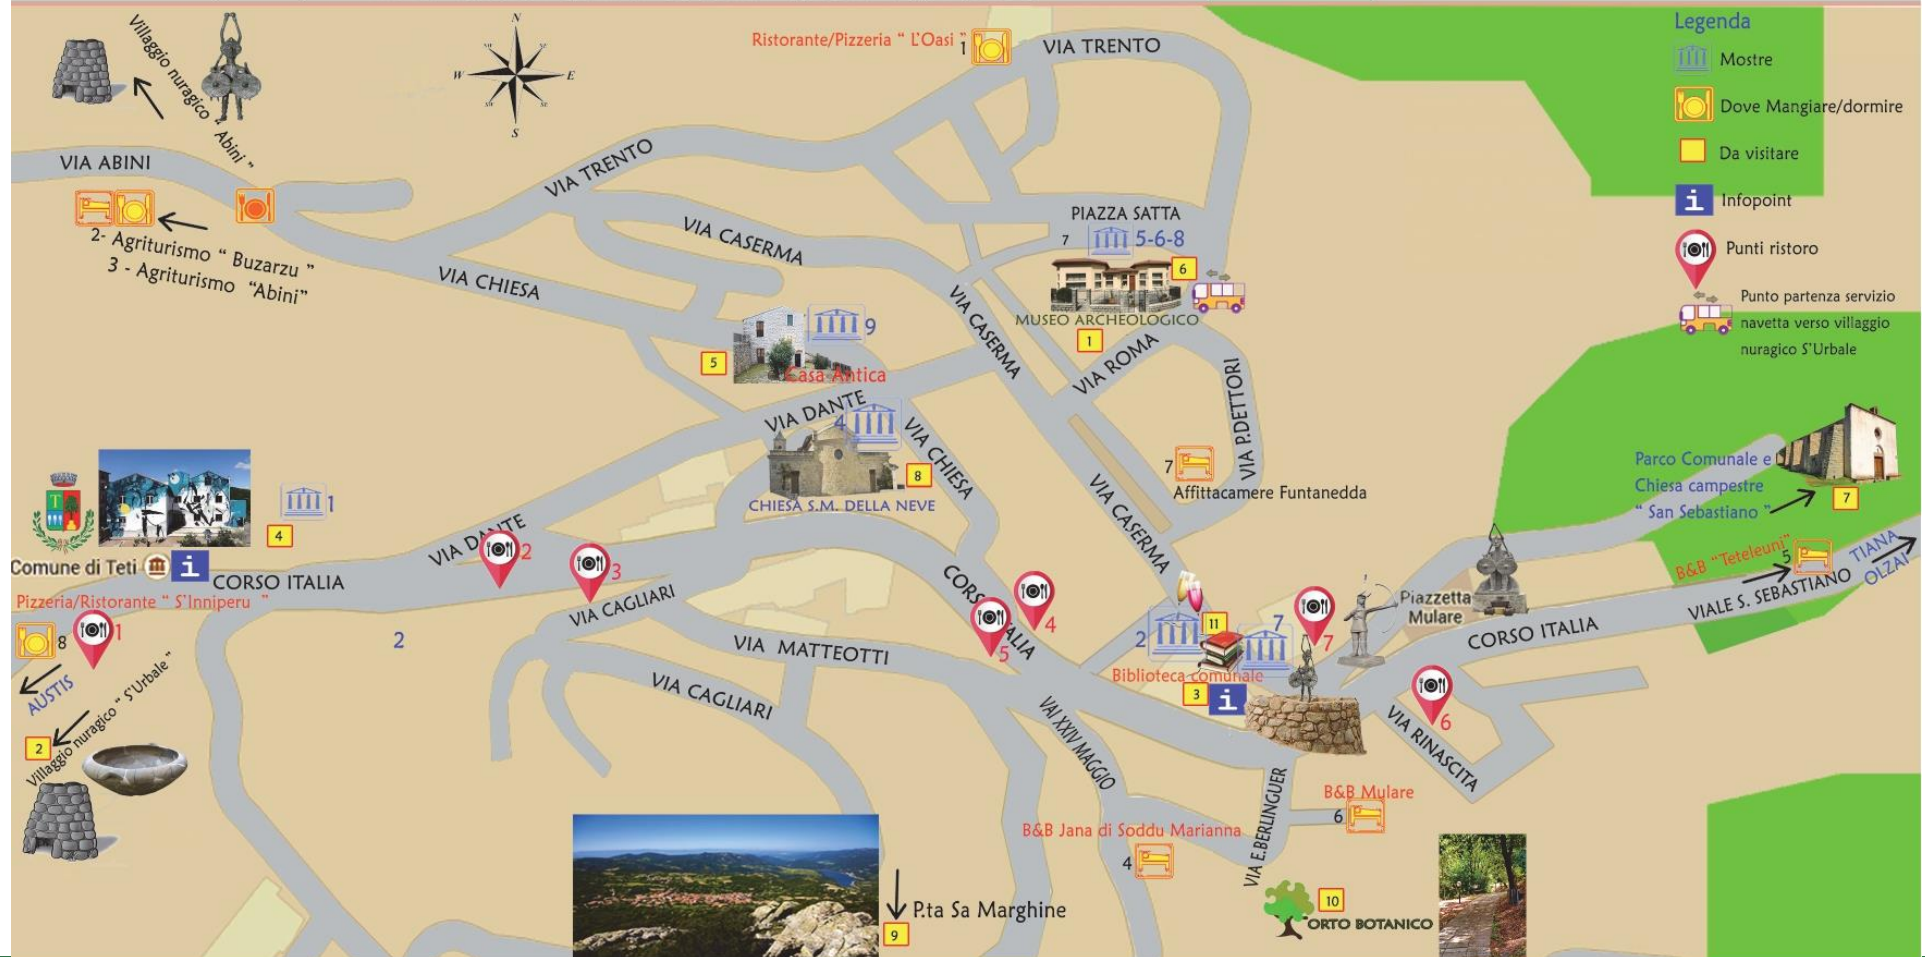 N
W
E
S
Villaggio nuragico " Abini "
Ristorante/Pizzeria " L'Oasi "
1
VIA TRENTO
Legenda
Mostre
Dove Mangiare/dormire
Da visitare
i Infopoint
Punti ristoro
Punto partenza servizio
navetta verso villaggio
nuragico S'Urbale
VIA ABINI
VIA TRENTO
2- Agriturismo " Buzarzu "
3 - Agriturismo "Abini"
VIA CASERMA
VIA CHIESA
PIAZZA SATTA
7
5-6-8
6
MUSEO ARCHEOLOGICO
1
VIA ROMA
VIA CASERMA
VIA P.DETTORI
9
5
Casa Antica
VIA DANTE
4
8
CHIESA S.M. DELLA NEVE
VIA CHIESA
7
Affittacamere Funtanedda
VIA CASERMA
Parco Comunale e
Chiesa campestre
" San Sebastiano "
7
T
1
4
Comune di Teti
i
CORSO ITALIA
VIA DANTE
2
3
VIA CAGLIARI
Pizzeria/Ristorante " S'Inniperu "
8
1
AUSTIS
2
Villaggio nuragico " S'Urbale"
2
VIA MATTEOTTI
VIA CAGLIARI
CORSO ITALIA
5
4
2
11
7
Biblioteca comunale
3
i
7
Piazzetta
Mulare
CORSO ITALIA
B&B "Teteleuni"
5
VIALE S. SEBASTIANO
TIANA
OLZAI
6
VIA RINASCITA
VAI XXIV MAGGIO
VIA E.BERLINGUER
B&B Mulare
6
B&B Jana di Soddu Marianna
4
P.ta Sa Marghine
9
10
ORTO BOTANICO